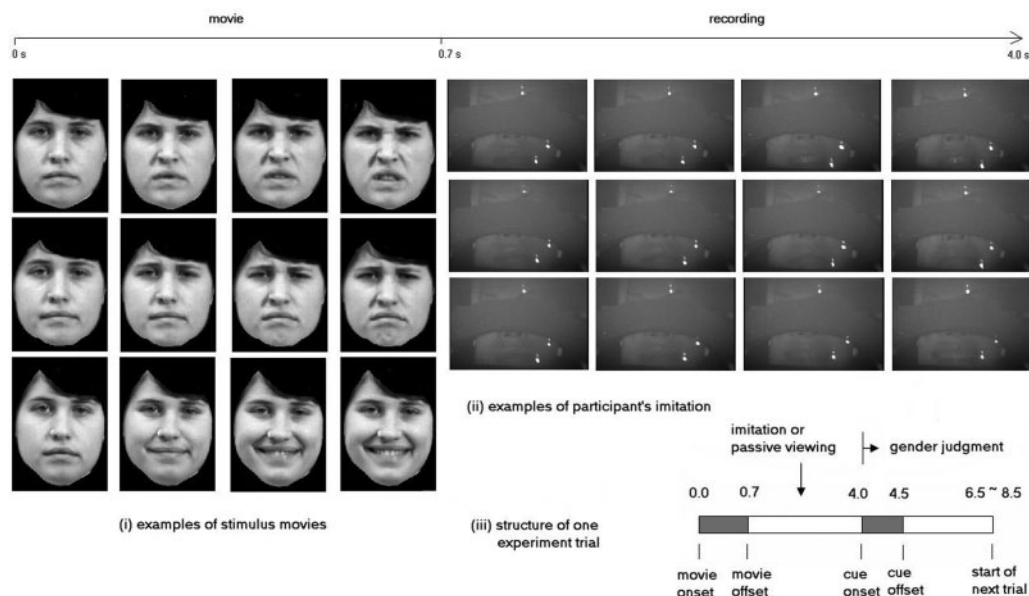 movie
recording
0 s
0.7 s
4.0 s
(i) examples of stimulus movies
(ii) examples of participant's imitation
imitation or
passive viewing
gender judgment
0.0
0.7
4.0
4.5
6.5 ~ 8.5
(iii) structure of one
experiment trial
movie
onset
movie
offset
cue
onset
cue
offset
start of
next trial